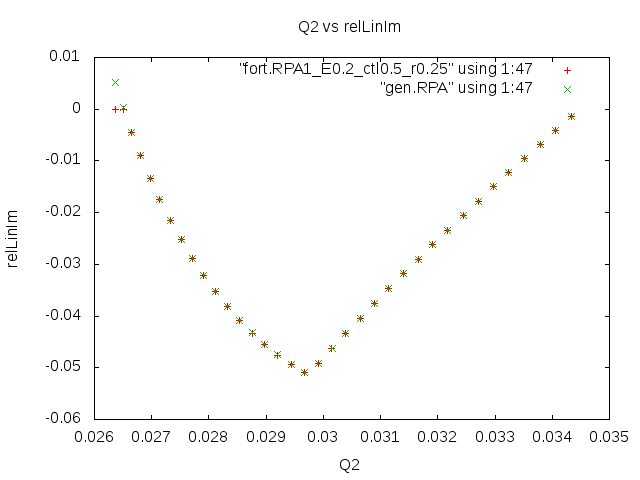 Q2 vs relLinIm
"fort.RPA1_E0.2_ctl0.5_r0.25" using 1:47
"gen.RPA" using 1:47
0.01
0
-0.01
-0.02
-0.03
-0.04
-0.05
-0.06
relLinIm
0.026 0.027 0.028 0.029 0.03 0.031 0.032 0.033 0.034 0.035
Q2